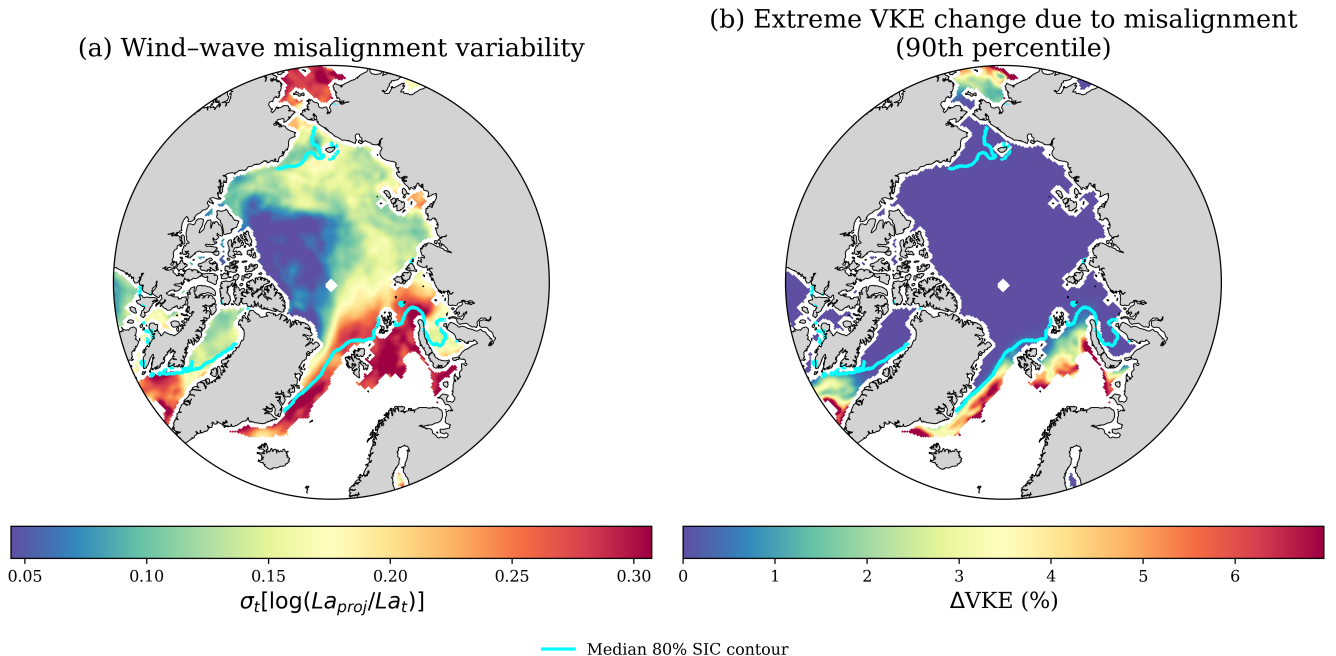 (a) Wind–wave misalignment variability
(b) Extreme VKE change due to misalignment
(90th percentile)
0.05 0.10 0.15 0.20 0.25 0.30
σt[log(Laproj/Lat)]
0 1 2 3 4 5 6
ΔVKE (%)
Median 80% SIC contour